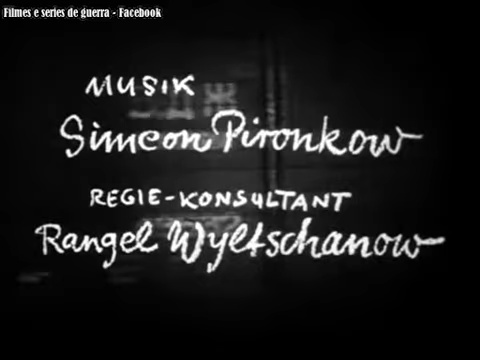 Filmes e series de guerra - Facebook
MUSIK
Simeon Pironkow
REGIE-KONSULTANT
Rangel Wyltschanow